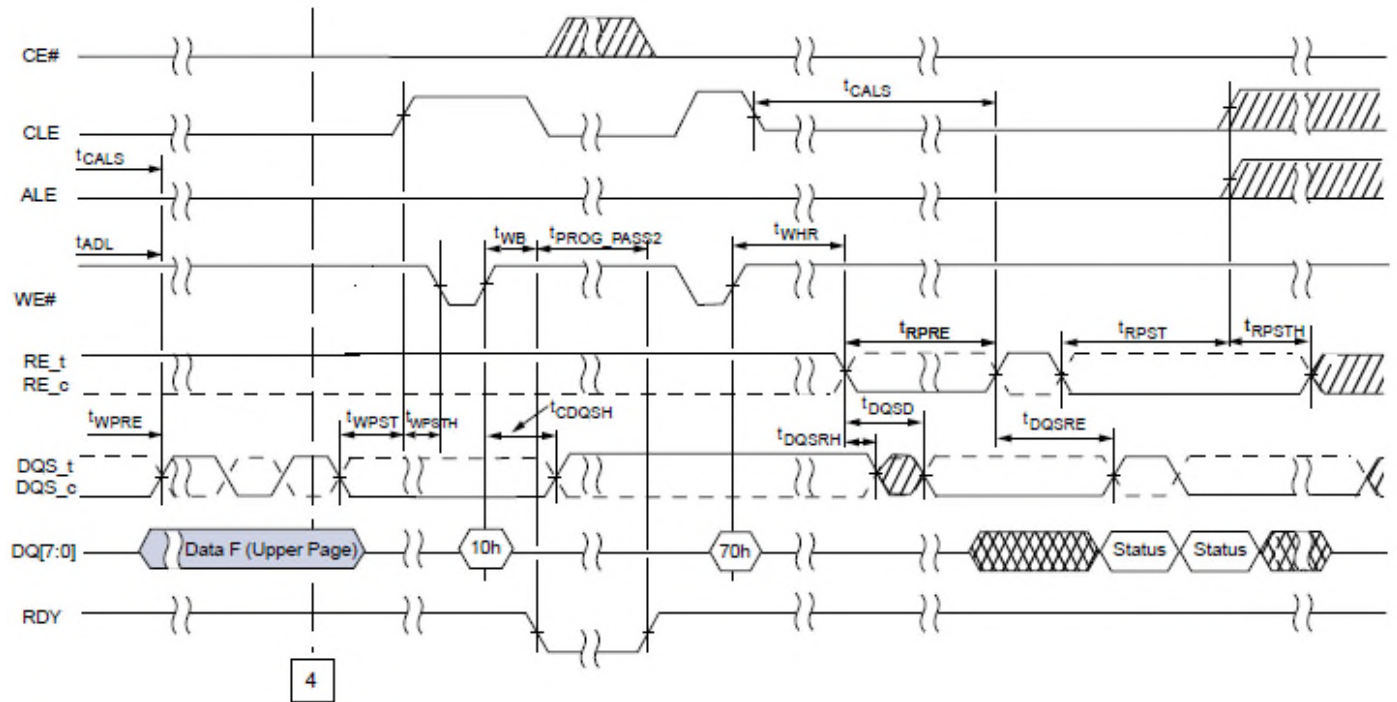 CE#
tCALS
CLE
tCALS
ALE
tADL
tWB
tPROG_PASS2
tWHR
WE#
tRPRE
tRPST
tRPSTH
RE_t
RE_c
tWPRE
tWPST
tWPSTH
tCDQSH
tDQSD
tDQSRH
tDQSRE
DQS_t
DQS_c
DQ[7:0]
Data F (Upper Page)
10h
70h
Status
Status
RDY
4